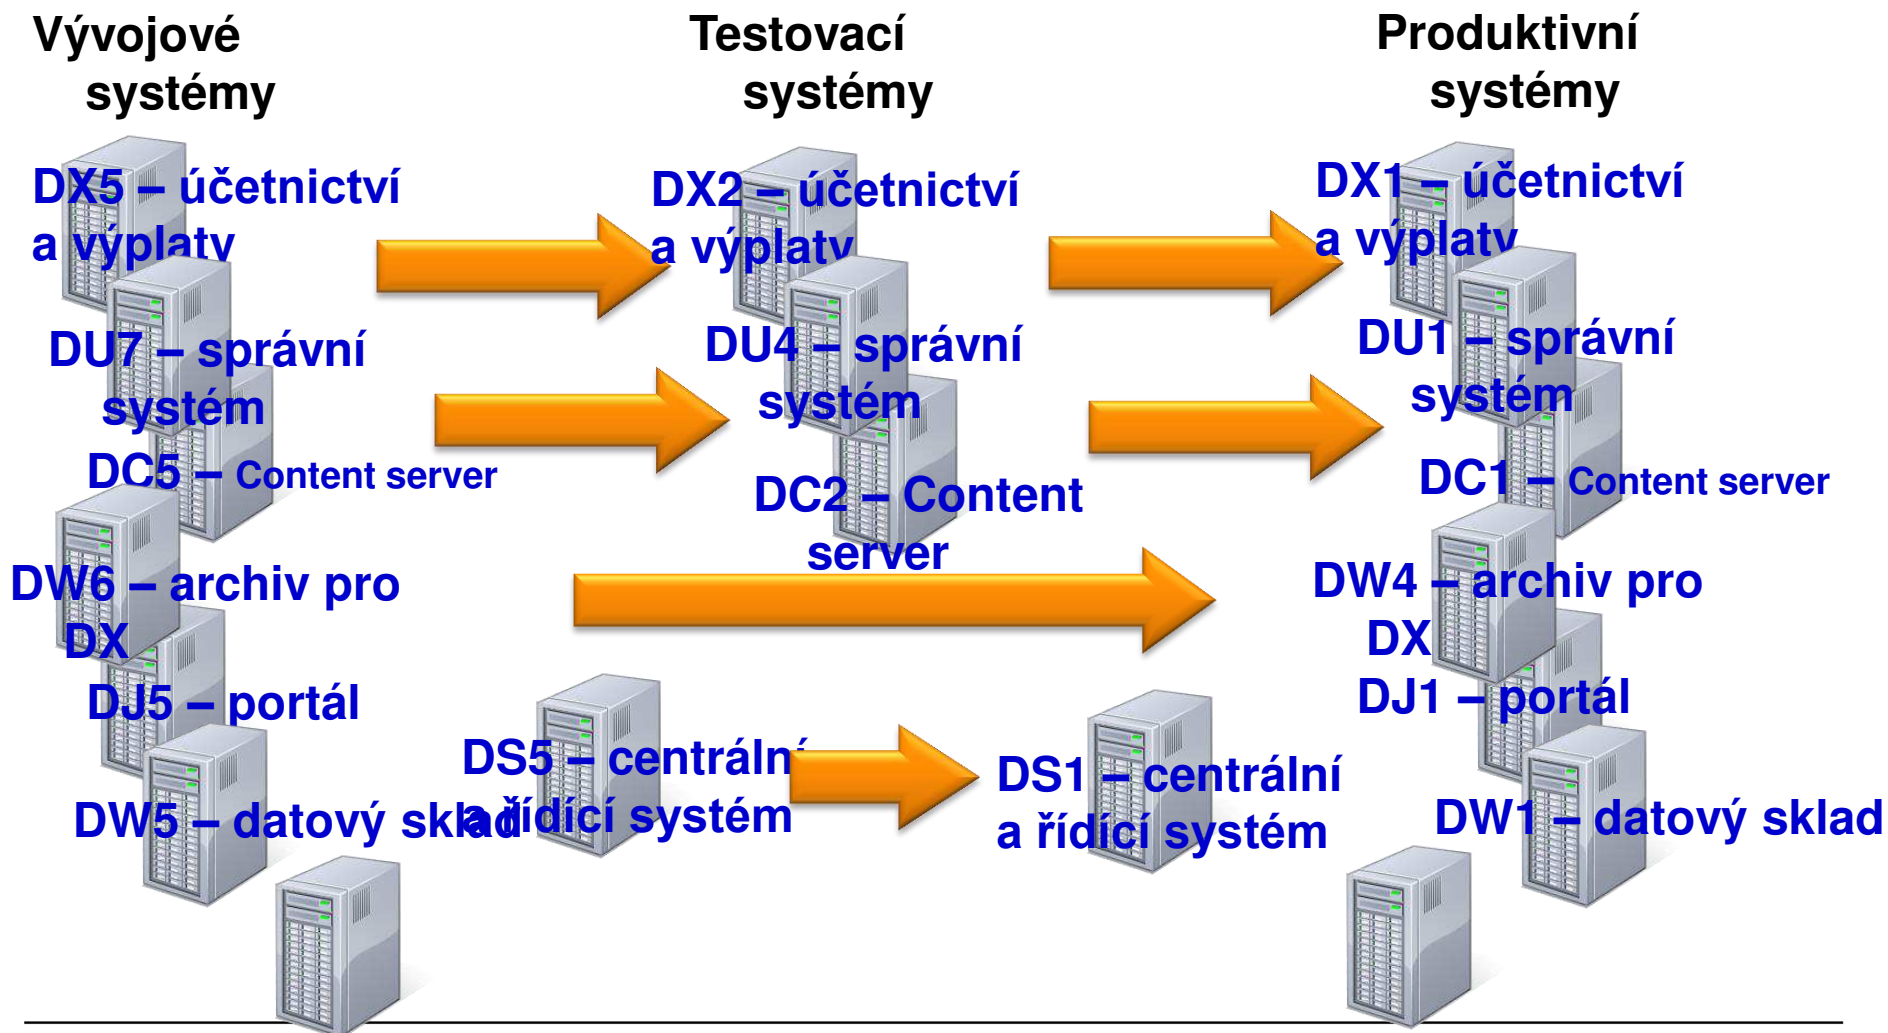 Vývojové
systémy
DX5 – účetnictví
a výplaty
DU7 – správní
systém
DC5 – Content server
DW6 – archiv pro
DX
DJ5 – portál
DW5 – datový sklad
Testovací
systémy
DX2 – účetnictví
a výplaty
DU4 – správní
systém
DC2 – Content
server
DS5 – centrální
a řídící systém
DS1 – centrální
a řídící systém
Produktivní
systémy
DX1 – účetnictví
a výplaty
DU1 – správní
systém
DC1 – Content server
DW4 – archiv pro
DX
DJ1 – portál
DW1 – datový sklad